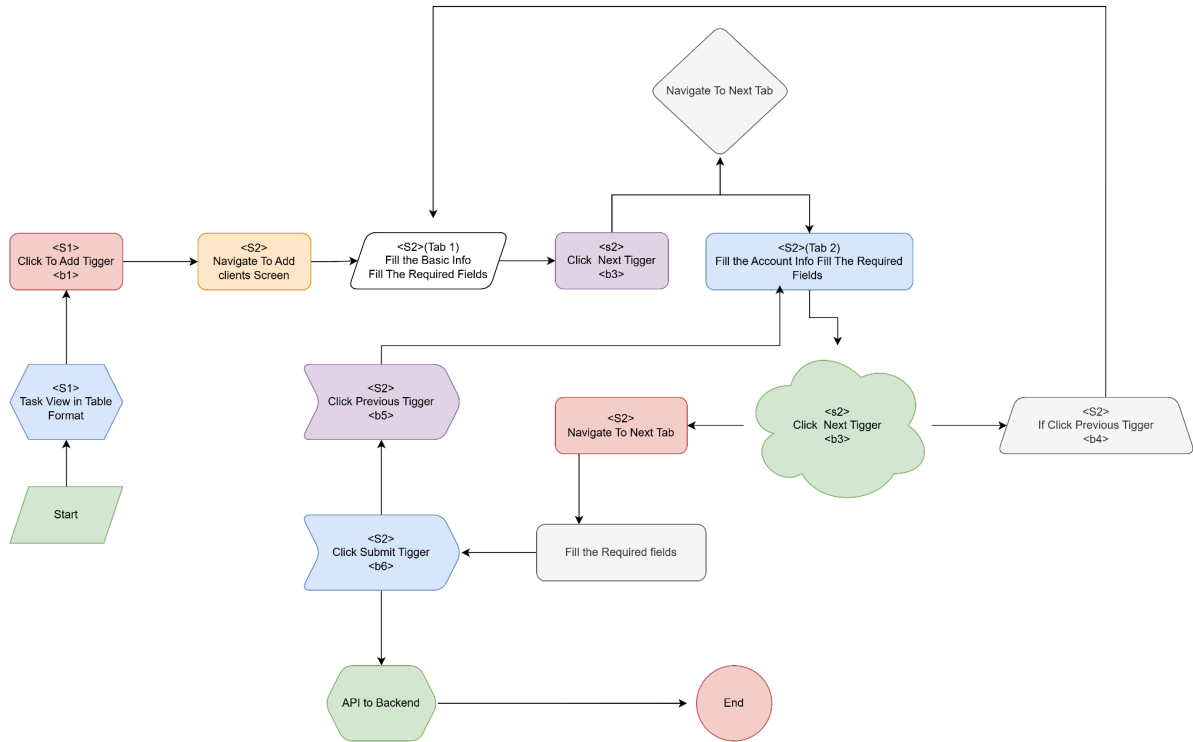 Navigate To Next Tab
<S1>
Click To Add Tigger
<b1>
<S2>
Navigate To Add
clients Screen
<S2>(Tab 1)
Fill the Basic Info
Fill The Required Fields
<s2>
Click Next Tigger
<b3>
<S2>(Tab 2)
Fill the Account Info Fill The Required
Fields
<S1>
Task View in Table
Format
<S2>
Click Previous Tigger
<b5>
<S2>
Navigate To Next Tab
<s2>
Click Next Tigger
<b3>
<S2>
If Click Previous Tigger
<b4>
Start
<S2>
Click Submit Tigger
<b6>
Fill the Required fields
API to Backend
End